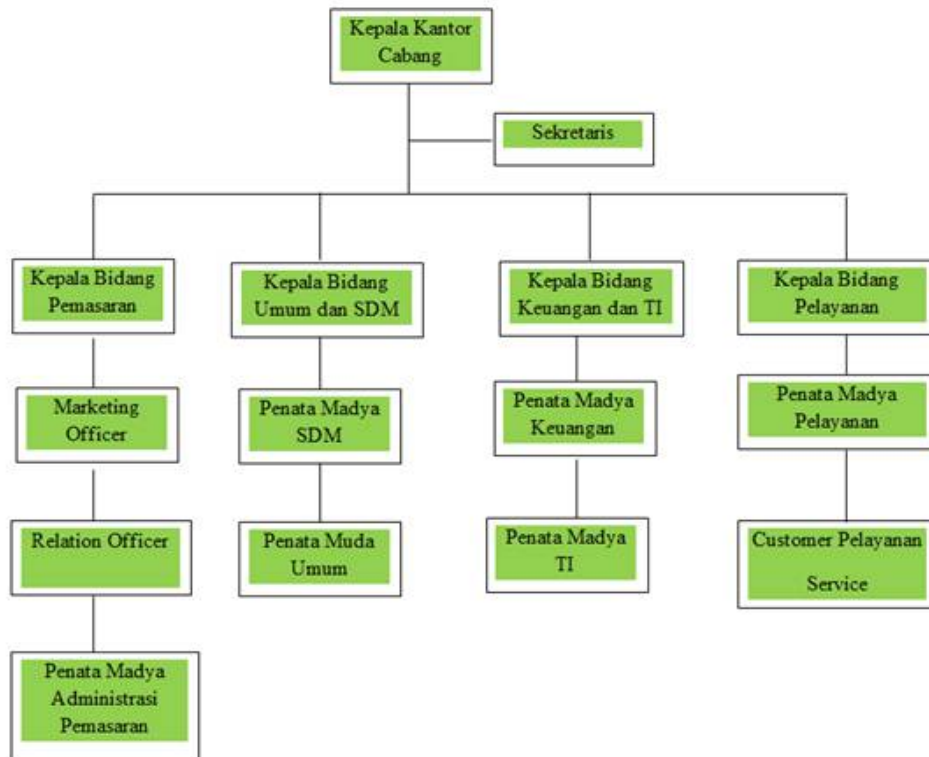 Kepala Kantor
Cabang
Sekretaris
Kepala Bidang
Pemasaran
Kepala Bidang
Umum dan SDM
Kepala Bidang
Keuangan dan TI
Kepala Bidang
Pelayanan
Marketing
Officer
Penata Madya
SDM
Penata Madya
Keuangan
Penata Madya
Pelayanan
Relation Officer
Penata Muda
Umum
Penata Madya
TI
Customer Pelayanan
Service
Penata Madya
Administrasi
Pemasaran